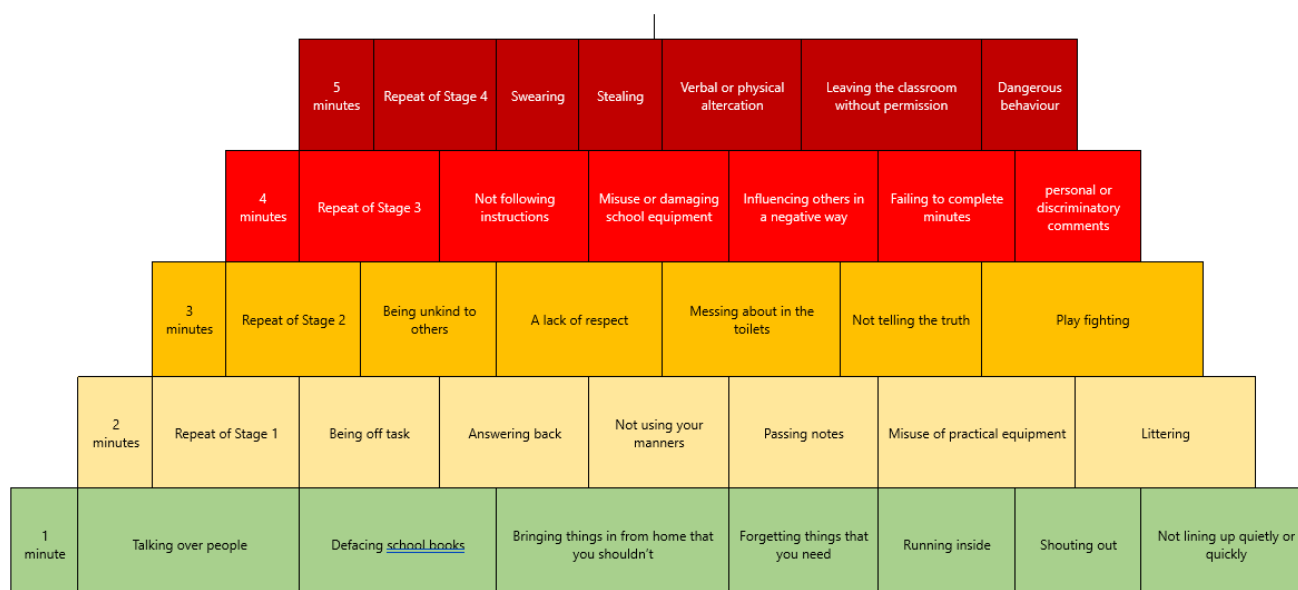 5
minutes
Repeat of Stage 4
Swearing
Stealing
Verbal or physical
altercation
Leaving the classroom
without permission
Dangerous
behaviour
4
minutes
Repeat of Stage 3
Not following
instructions
Misuse or damaging
school equipment
Influencing others in
a negative way
Failing to complete
minutes
personal or
discriminatory
comments
3
minutes
Repeat of Stage 2
Being unkind to
others
A lack of respect
Messing about in the
toilets
Not telling the truth
Play fighting
2
minutes
Repeat of Stage 1
Being off task
Answering back
Not using your
manners
Passing notes
Misuse of practical equipment
Littering
1
minute
Talking over people
Defacing school books
Bringing things in from home that
you shouldn't
Forgetting things that
you need
Running inside
Shouting out
Not lining up quietly or
quickly